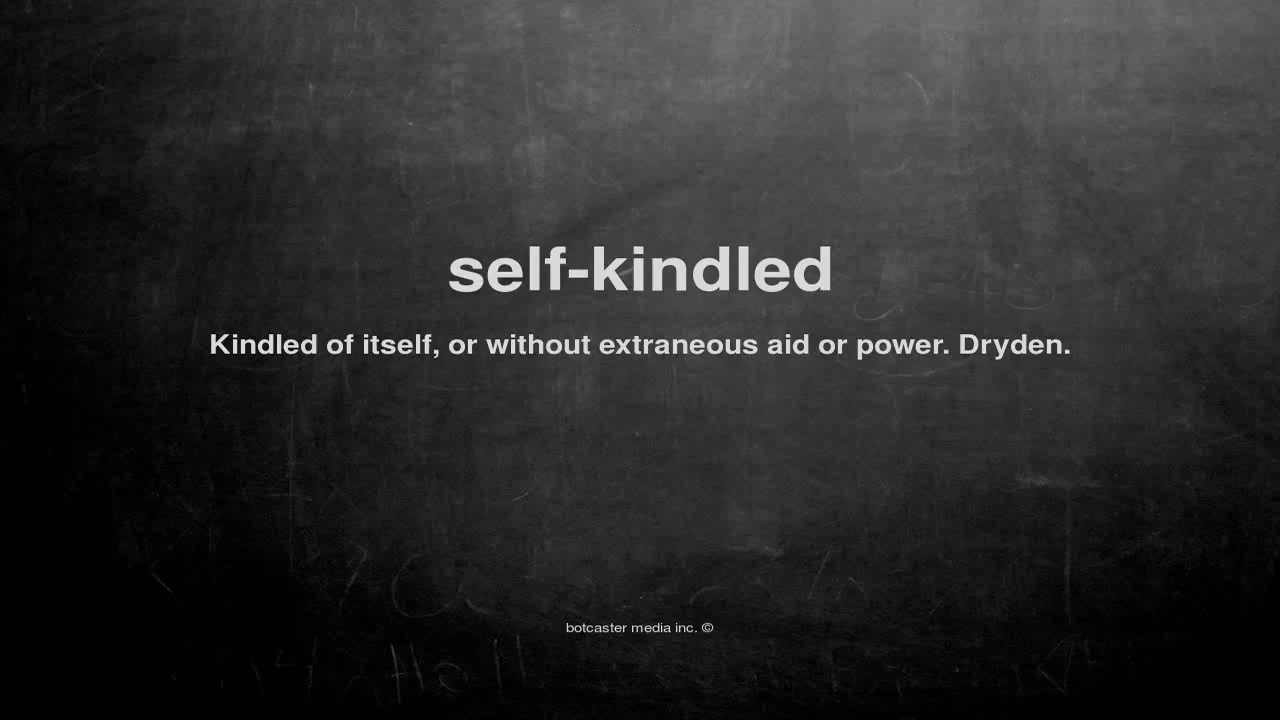 self-kindled
Kindled of itself, or without extraneous aid or power. Dryden.
botcaster media inc. ©